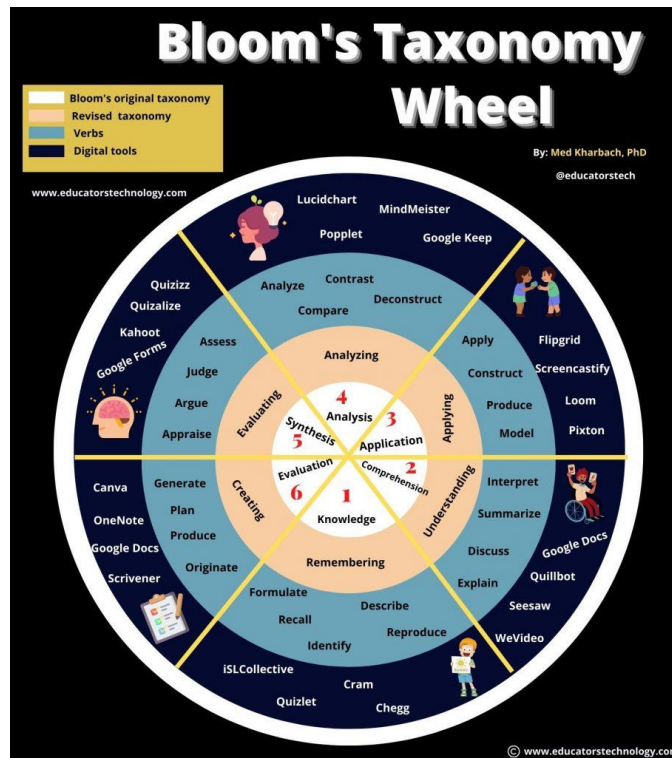 Bloom's Taxonomy
Wheel
Bloom's original taxonomy
Revised taxonomy
Verbs
Digital tools
By: Med Kharbach, PhD
@educatorstech
www.educatorstechnology.com
Lucidchart
MindMeister
Popplet
Google Keep
Analyze
Contrast
Compare
Deconstruct
Analyzing
4
Analysis
Flipgrid
Screencastify
Loom
Pixton
Apply
Construct
Produce
Model
Applying
3
Application
Google Docs
Quillbot
Seesaw
WeVideo
Interpret
Summarize
Discuss
Explain
Understanding
2
Comprehension
1
Knowledge
Remembering
Formulate
Describe
Recall
Reproduce
Identify
iSLCollective
Cram
Quizlet
Chegg
6
Evaluation
Creating
Generate
Plan
Produce
Originate
Canva
OneNote
Google Docs
Scrivener
5
Synthesis
Evaluating
Assess
Judge
Argue
Appraise
Quizizz
Quizalize
Kahoot
Google Forms
© www.educatorstechnology.com